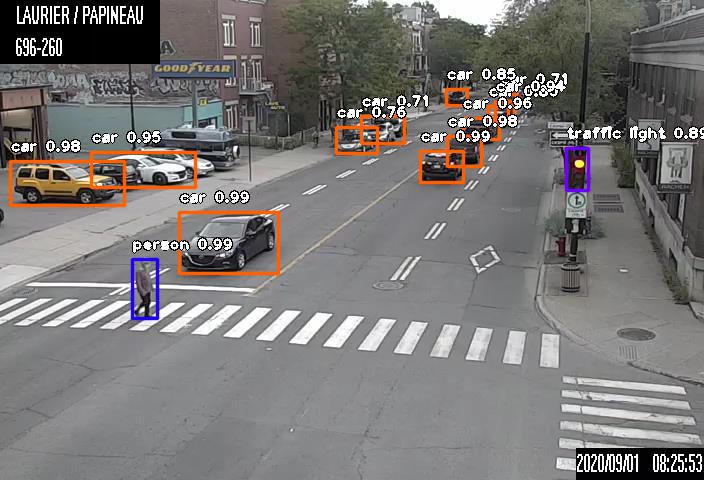 LAURIER / PAPINEAU
696-260
GOODYEAR
car 0.85
car 0.71
car 0.76
car 0.96
car 0.98
car 0.99
traffic light 0.89
car 0.98
car 0.95
car 0.99
person 0.99
2020/09/01 08:25:53